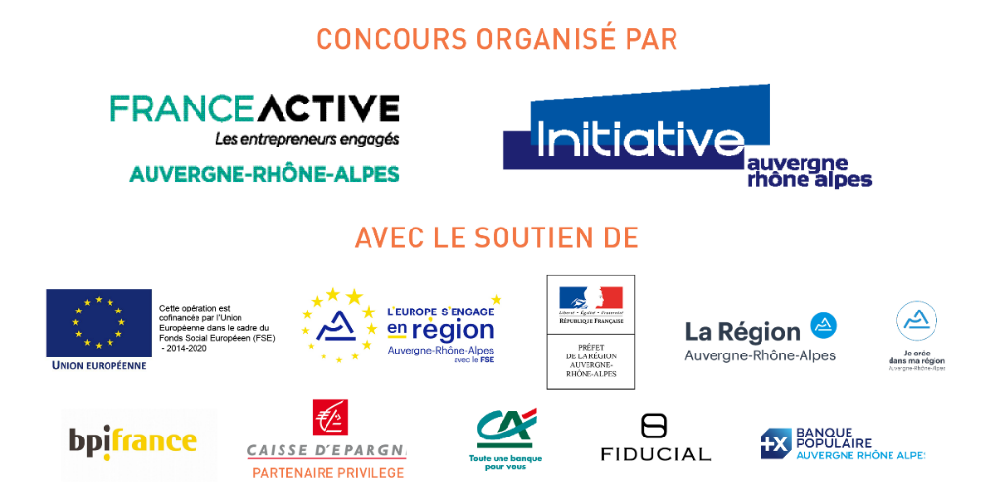 CONCOURS ORGANISÉ PAR
FRANCEACTIVE
Les entrepreneurs engagés
AUVERGNE-RHÔNE-ALPES
Initiative
auvergne
rhône alpes
AVEC LE SOUTIEN DE
UNION EUROPÉENNE
Cette opération est
cofinancée par l'Union
Européenne dans le cadre du
Fonds Social Européen (FSE)
- 2014-2020
L'EUROPE S'ENGAGE
en région
Auvergne-Rhône-Alpes
avec le FSE
Liberté • Égalité • Fraternité
RÉPUBLIQUE FRANÇAISE
PRÉFET
DE LA RÉGION
AUVERGNE-
RHÔNE-ALPES
La Région
Auvergne-Rhône-Alpes
Je crée
dans ma région
Auvergne-Rhône-Alpes
bpifrance
CAISSE D'EPARGN
PARTENAIRE PRIVILEGE
CA
Toute une banque
pour vous
FIDUCIAL
+X
BANQUE
POPULAIRE
AUVERGNE RHÔNE ALPES